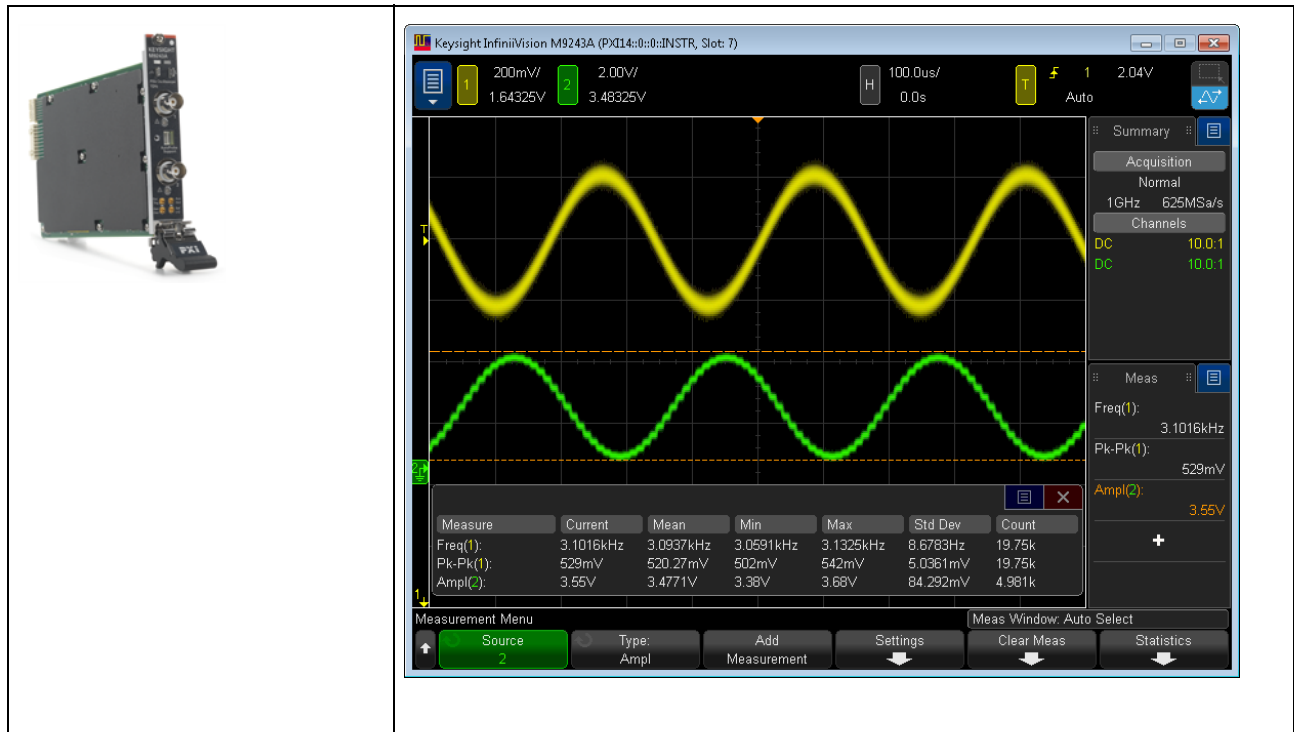 KEYSIGHT
M9243A
PXI
Keysight InfiniiVision M9243A (PXI14::0::0::INSTR, Slot: 7)
1 200mV/ 2 2.00V/ H 100.0us/ T 1 2.04V
1.64325V 3.48325V 0.0s Auto
Summary
Acquisition
Normal
1GHz 625MSa/s
Channels
DC 10.0:1
DC 10.0:1
T
2
1
Meas
Freq(1):
3.1016kHz
Pk-Pk(1):
529mV
Ampl(2):
3.55V
+
Measure Current Mean Min Max Std Dev Count
Freq(1): 3.1016kHz 3.0937kHz 3.0591kHz 3.1325kHz 8.6783Hz 19.75k
Pk-Pk(1): 529mV 520.27mV 502mV 542mV 5.0361mV 19.75k
Ampl(2): 3.55V 3.4771V 3.38V 3.68V 84.292mV 4.981k
Measurement Menu Meas Window: Auto Select
Source Type: Add Settings Clear Meas Statistics
2 Ampl Measurement